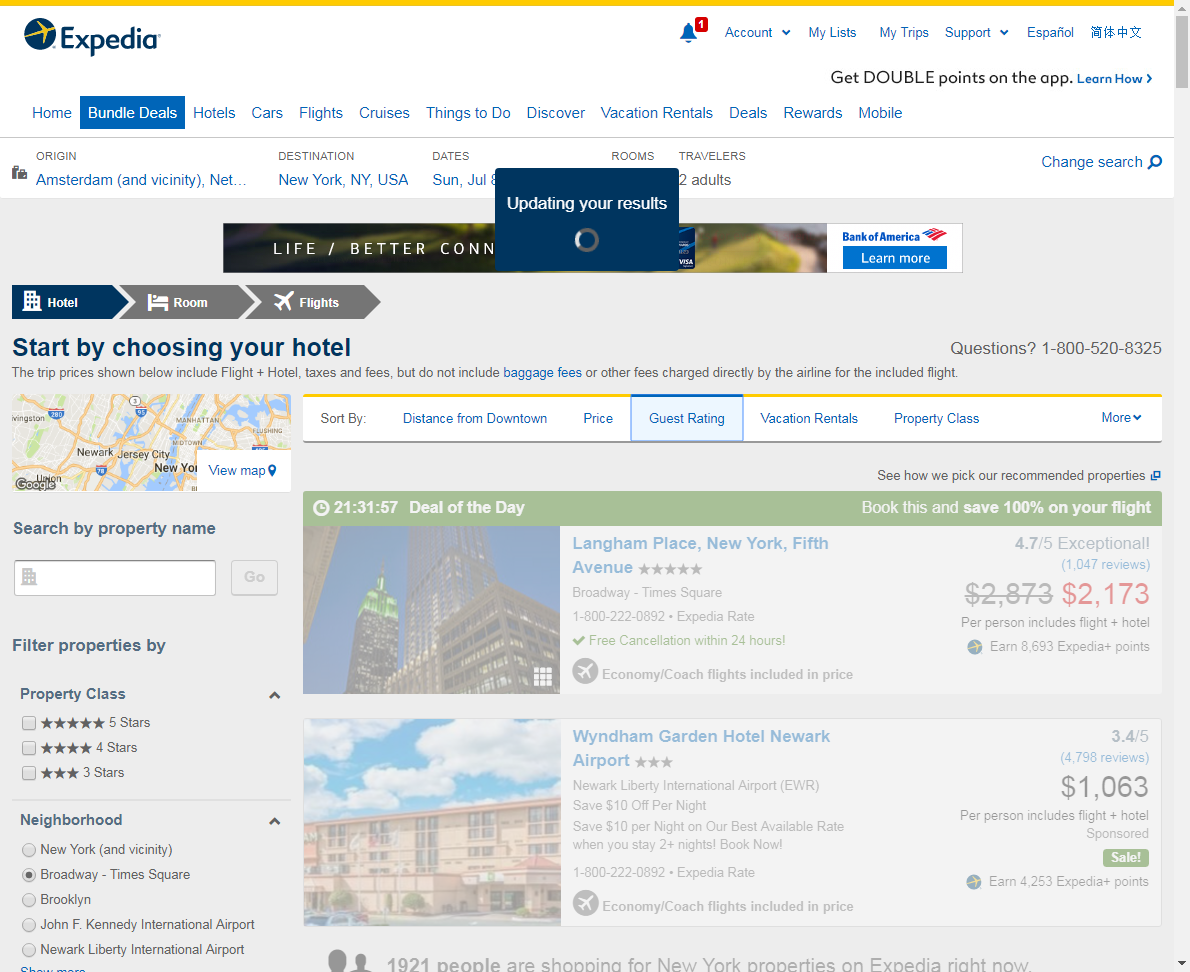 Expedia
1
Account
My Lists
My Trips
Support
Español
简体中文
Get DOUBLE points on the app. Learn How ›
Home
Bundle Deals
Hotels
Cars
Flights
Cruises
Things to Do
Discover
Vacation Rentals
Deals
Rewards
Mobile
ORIGIN
Amsterdam (and vicinity), Net…
DESTINATION
New York, NY, USA
DATES
Sun, Jul
ROOMS
TRAVELERS
2 adults
Change search
Updating your results
LIFE / BETTER CONN
VISA
Bank of America
Learn more
Hotel
Room
Flights
Start by choosing your hotel
Questions? 1-800-520-8325
The trip prices shown below include Flight + Hotel, taxes and fees, but do not include baggage fees or other fees charged directly by the airline for the included flight.
ivingston
280
3
95
MANHATTAN
FLUSHING
MIDTOWN
Newark
Jersey City
New Yor
78
Union
Google
View map
Sort By:
Distance from Downtown
Price
Guest Rating
Vacation Rentals
Property Class
More
See how we pick our recommended properties
Search by property name
Go
Filter properties by
Property Class
★★★★★ 5 Stars
★★★★ 4 Stars
★★★ 3 Stars
Neighborhood
New York (and vicinity)
Broadway - Times Square
Brooklyn
John F. Kennedy International Airport
Newark Liberty International Airport
Show more
21:31:57 Deal of the Day
Book this and save 100% on your flight
Langham Place, New York, Fifth
Avenue ★★★★★
Broadway - Times Square
1-800-222-0892 • Expedia Rate
Free Cancellation within 24 hours!
Economy/Coach flights included in price
4.7/5 Exceptional!
(1,047 reviews)
$2,873 $2,173
Per person includes flight + hotel
Earn 8,693 Expedia+ points
Wyndham Garden Hotel Newark
Airport ★★★
Newark Liberty International Airport (EWR)
Save $10 Off Per Night
Save $10 per Night on Our Best Available Rate
when you stay 2+ nights! Book Now!
1-800-222-0892 • Expedia Rate
Economy/Coach flights included in price
3.4/5
(4,798 reviews)
$1,063
Per person includes flight + hotel
Sponsored
Sale!
Earn 4,253 Expedia+ points
1921 people are shopping for New York properties on Expedia right now.